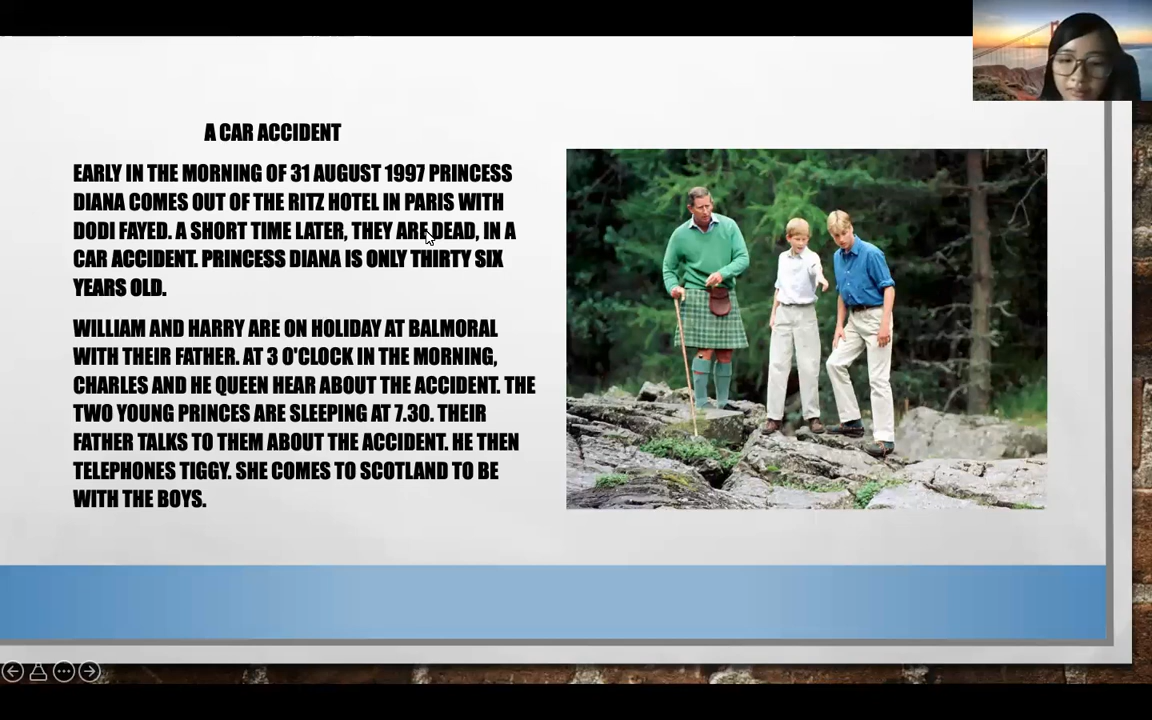 A CAR ACCIDENT
EARLY IN THE MORNING OF 31 AUGUST 1997 PRINCESS
DIANA COMES OUT OF THE RITZ HOTEL IN PARIS WITH
DODI FAYED. A SHORT TIME LATER, THEY ARE DEAD, IN A
CAR ACCIDENT. PRINCESS DIANA IS ONLY THIRTY SIX
YEARS OLD.
WILLIAM AND HARRY ARE ON HOLIDAY AT BALMORAL
WITH THEIR FATHER. AT 3 O'CLOCK IN THE MORNING,
CHARLES AND HE QUEEN HEAR ABOUT THE ACCIDENT. THE
TWO YOUNG PRINCES ARE SLEEPING AT 7.30. THEIR
FATHER TALKS TO THEM ABOUT THE ACCIDENT. HE THEN
TELEPHONES TIGGY. SHE COMES TO SCOTLAND TO BE
WITH THE BOYS.